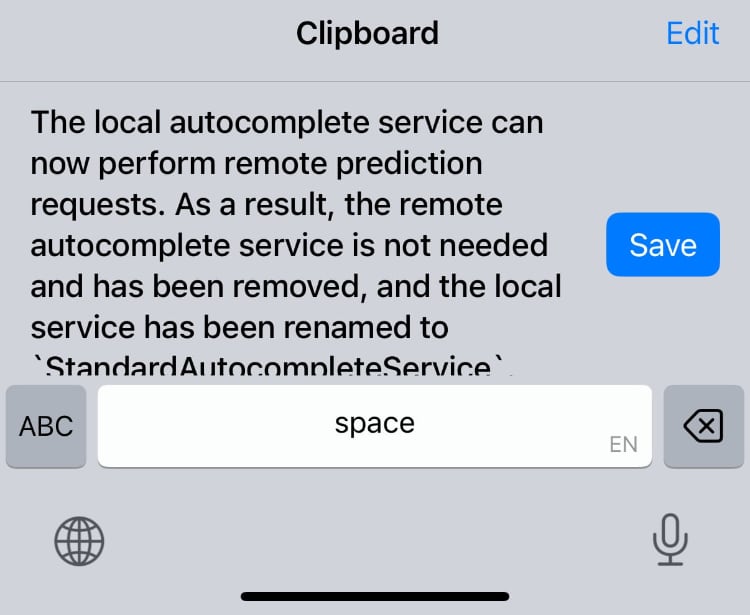 Clipboard
Edit
The local autocomplete service can
now perform remote prediction
requests. As a result, the remote
autocomplete service is not needed
and has been removed, and the local
service has been renamed to
`StandardAutocompleteService`.
Save
ABC
space
EN